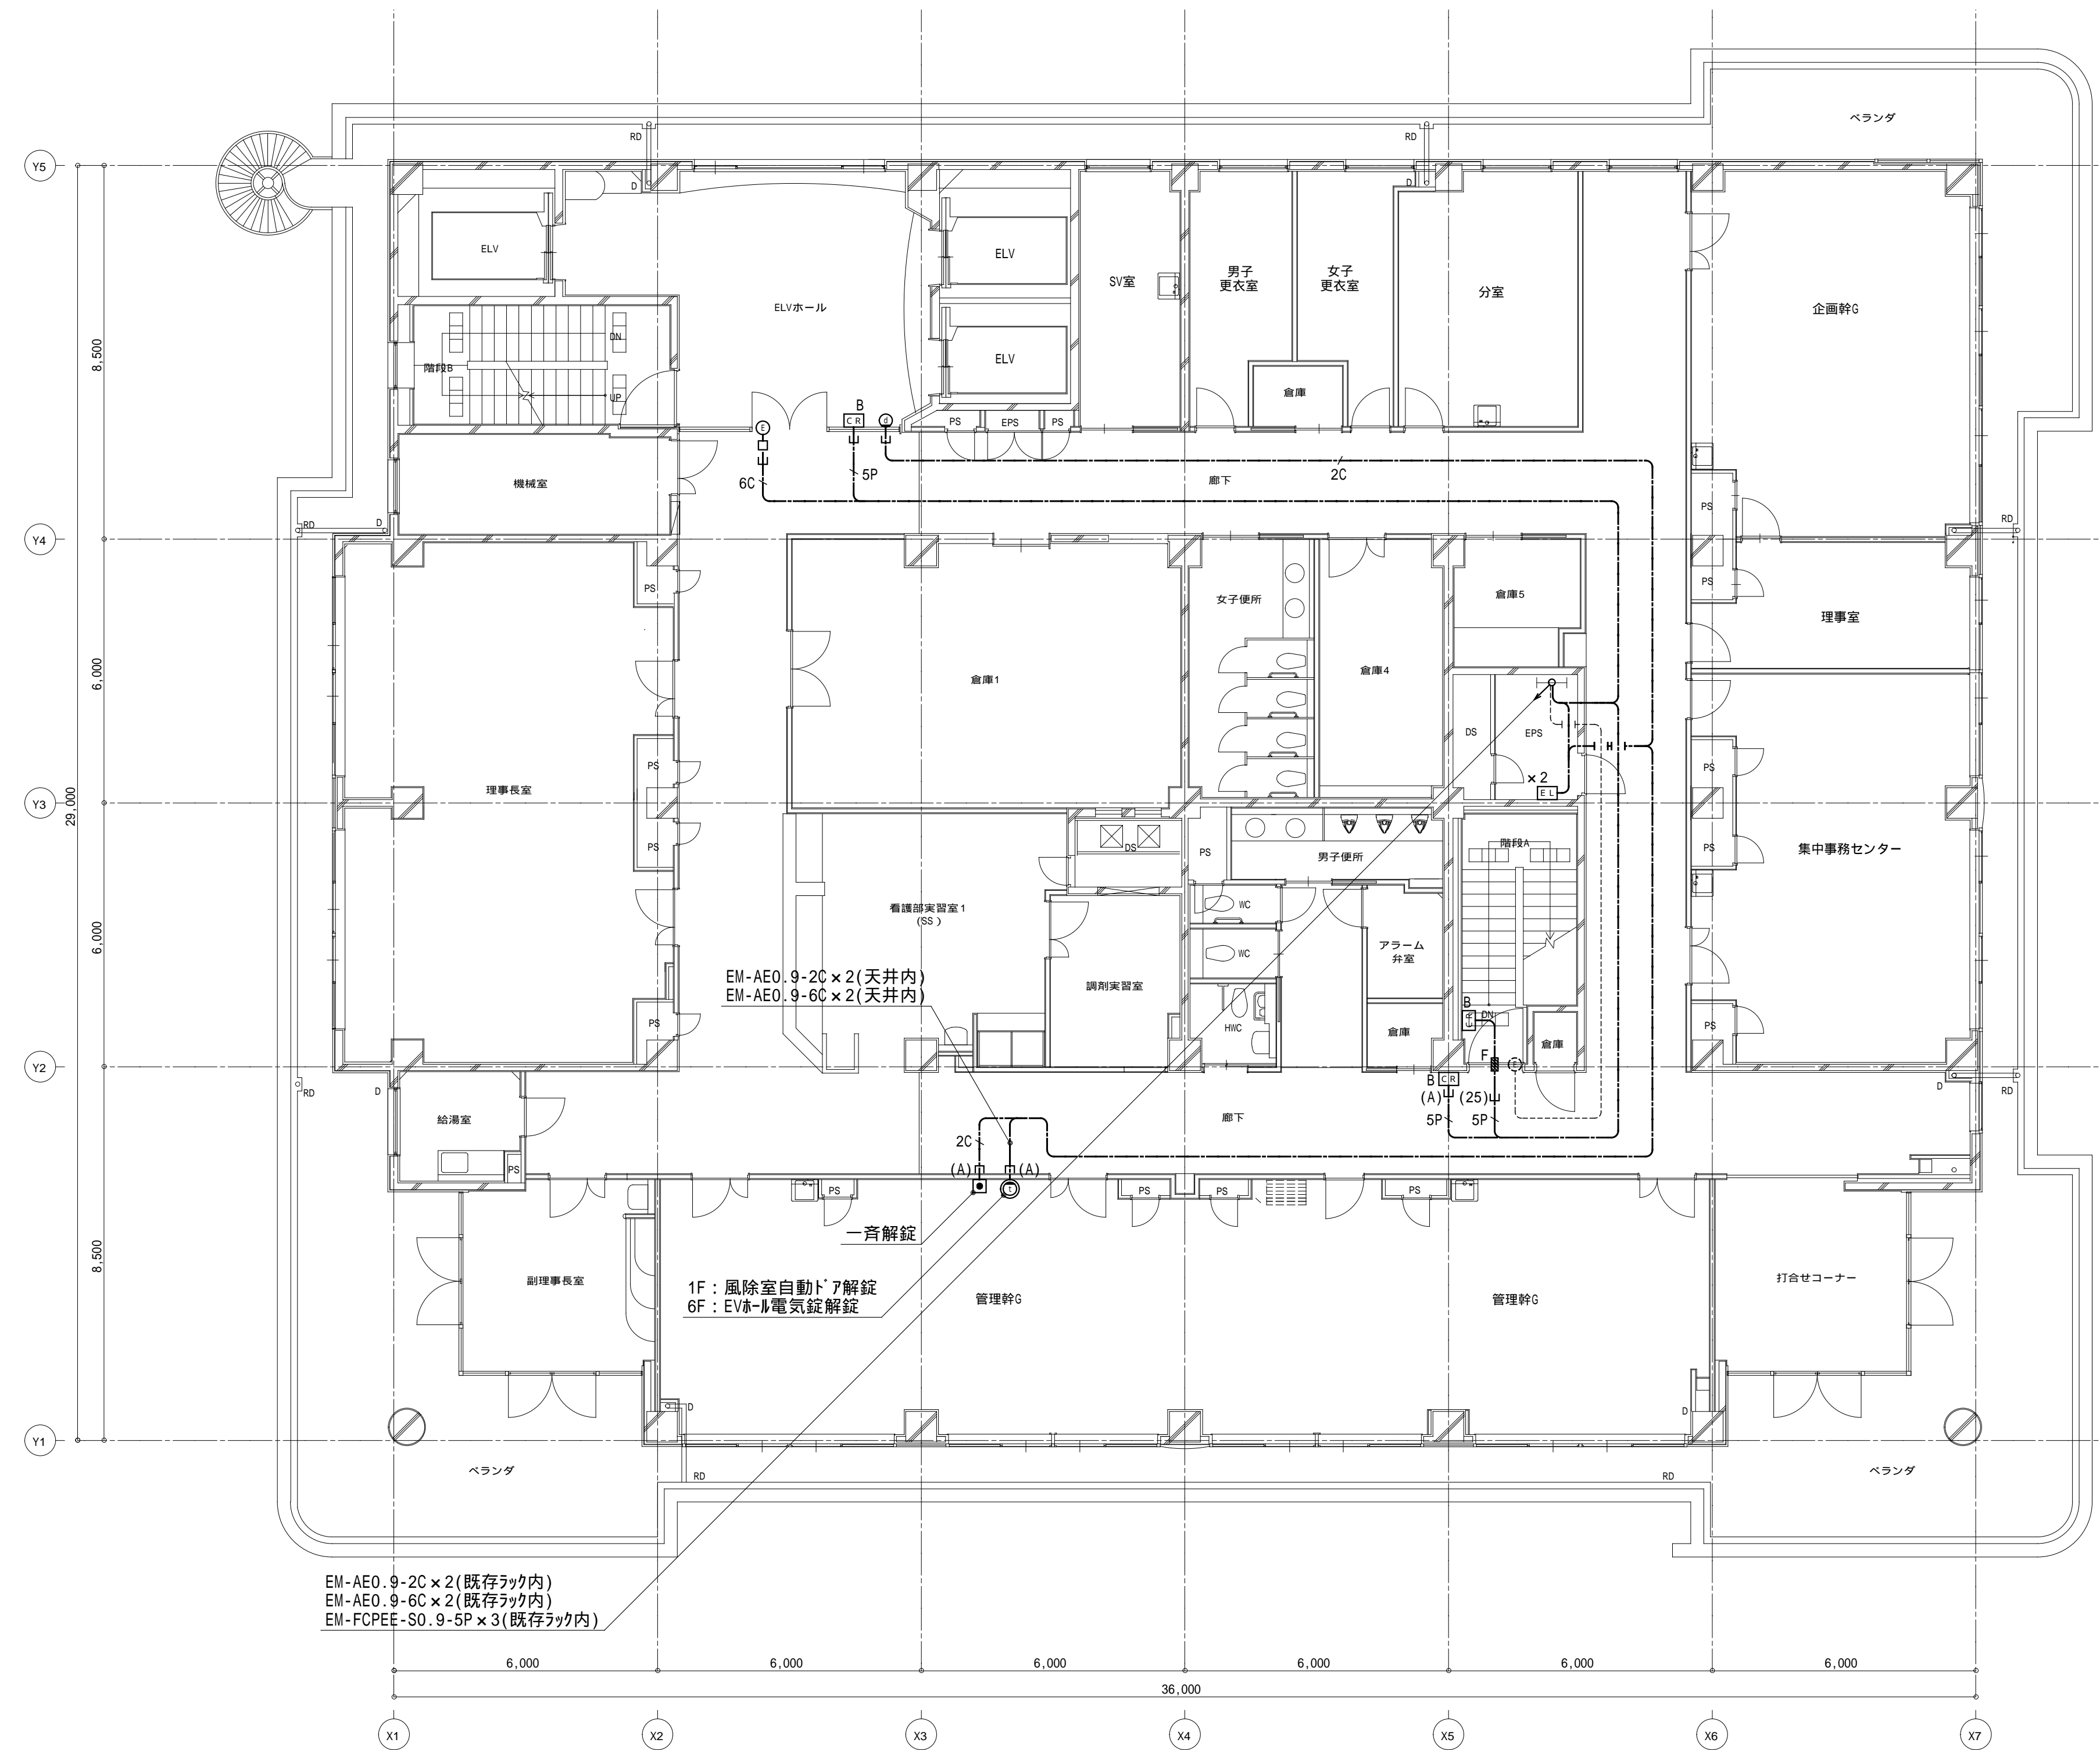 ベランダ
RD
RD
Y5
D
D
ELV
ELV
SV室
男子
更衣室
女子
更衣室
分室
企画幹G
ELVホール
8,500
DN
階段B
ELV
倉庫
UP
B
CR
d
E
PS
EPS
PS
5P
2C
6C
廊下
機械室
PS
RD
D
RD
Y4
PS
PS
女子便所
倉庫5
理事室
6,000
倉庫1
倉庫4
DS
EPS
PS
PS
×2
EL
理事長室
Y3
29,000
階段A
DS
PS
男子便所
PS
PS
集中事務センター
看護部実習室1
(SS)
WC
6,000
アラーム
弁室
WC
EM-AE0.9-2C×2(天井内)
EM-AE0.9-6C×2(天井内)
調剤実習室
B
CR
DN
PS
HWC
倉庫
倉庫
PS
F
E
Y2
B
CR
RD
D
(A)
(25)
D
RD
給湯室
廊下
5P
5P
2C
PS
(A)
(A)
t
PS
PS
PS
PS
一斉解錠
8,500
副理事長室
1F：風除室自動ドア解錠
6F：EVホール電気錠解錠
管理幹G
管理幹G
打合せコーナー
D
D
Y1
ベランダ
RD
RD
ベランダ
EM-AE0.9-2C×2(既存ラック内)
EM-AE0.9-6C×2(既存ラック内)
EM-FCPEE-S0.9-5P×3(既存ラック内)
6,000
6,000
6,000
6,000
6,000
6,000
36,000
X1
X2
X3
X4
X5
X6
X7